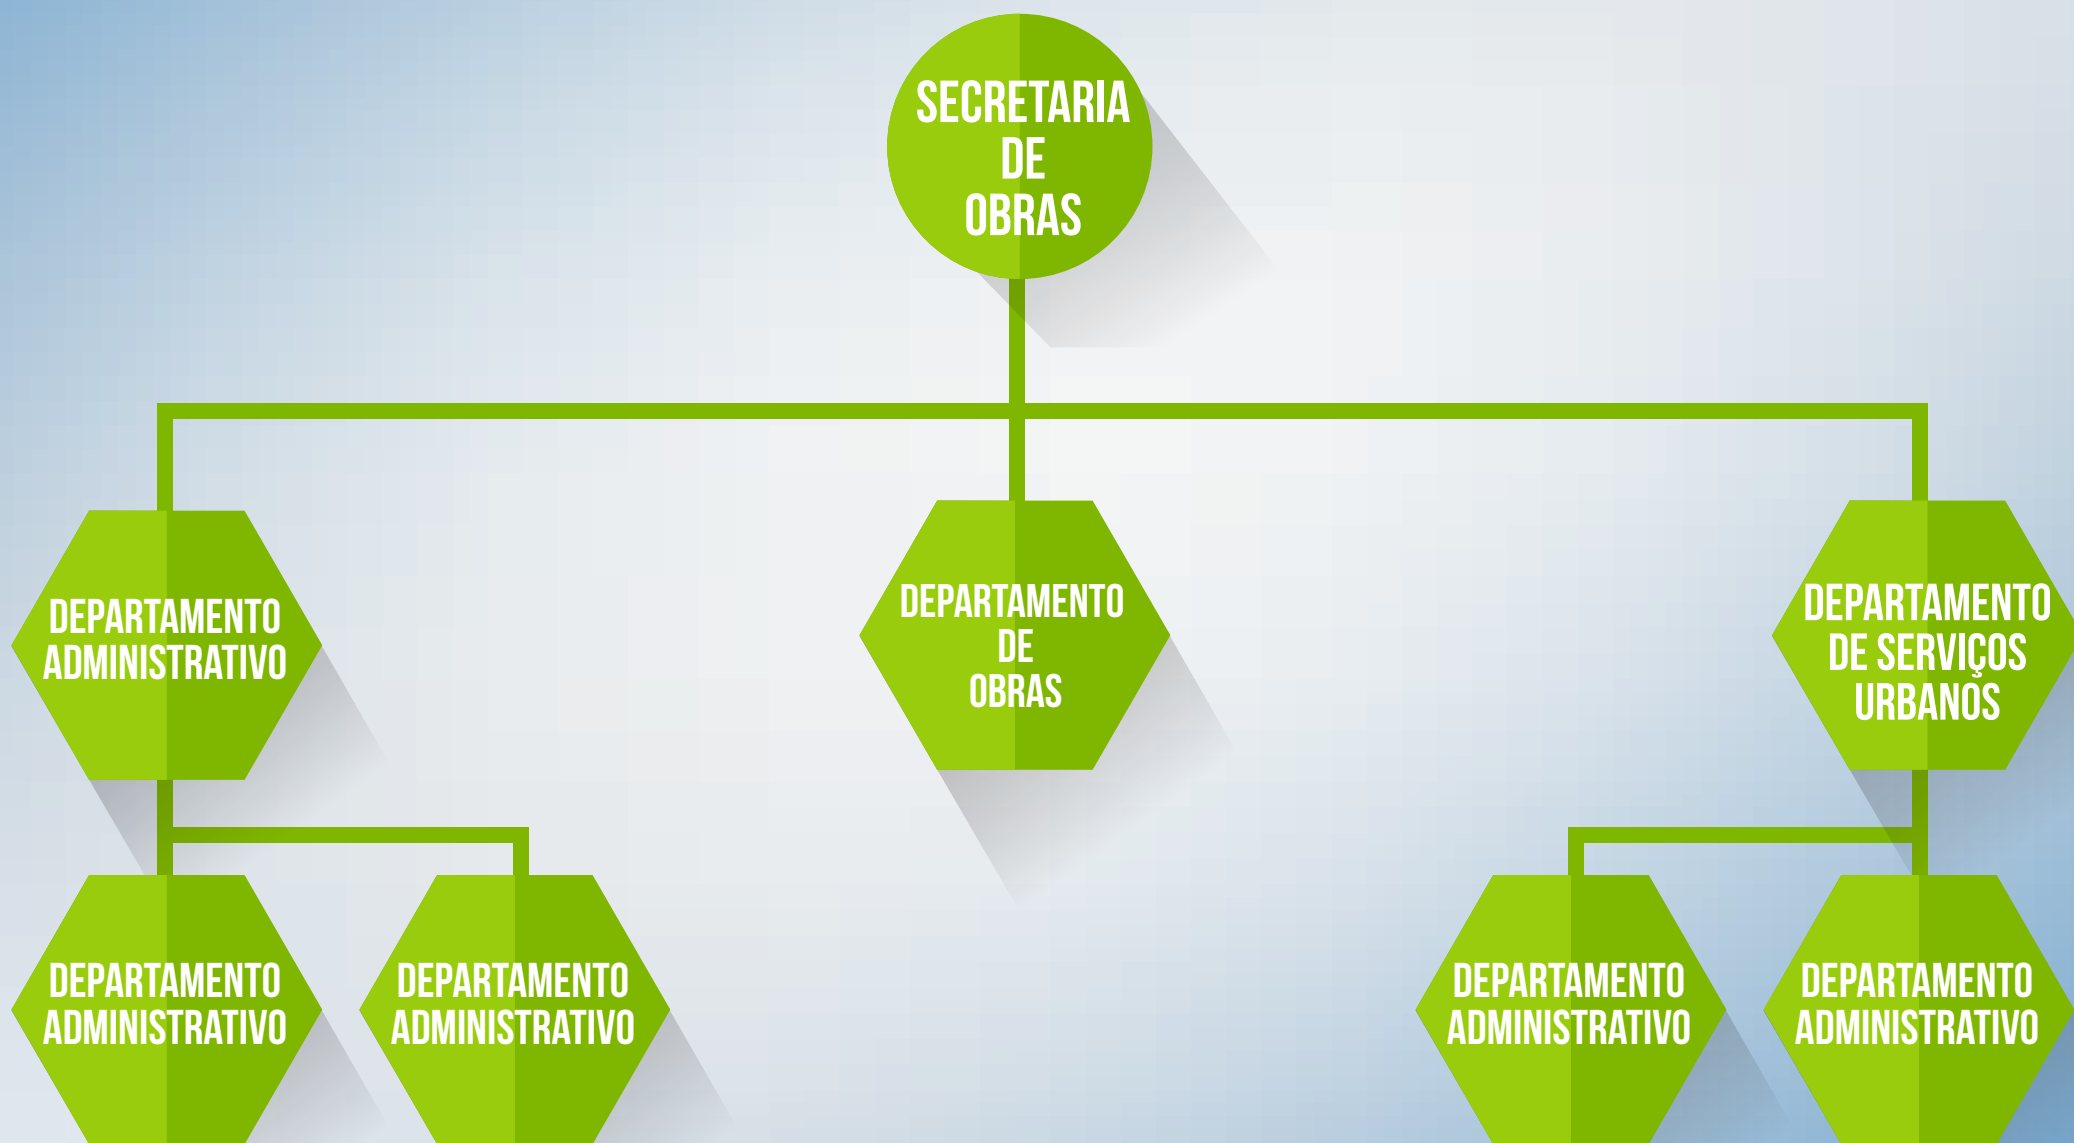 SECRETARIA
DE
OBRAS
DEPARTAMENTO
ADMINISTRATIVO
DEPARTAMENTO
DE
OBRAS
DEPARTAMENTO
DE SERVIÇOS
URBANOS
DEPARTAMENTO
ADMINISTRATIVO
DEPARTAMENTO
ADMINISTRATIVO
DEPARTAMENTO
ADMINISTRATIVO
DEPARTAMENTO
ADMINISTRATIVO